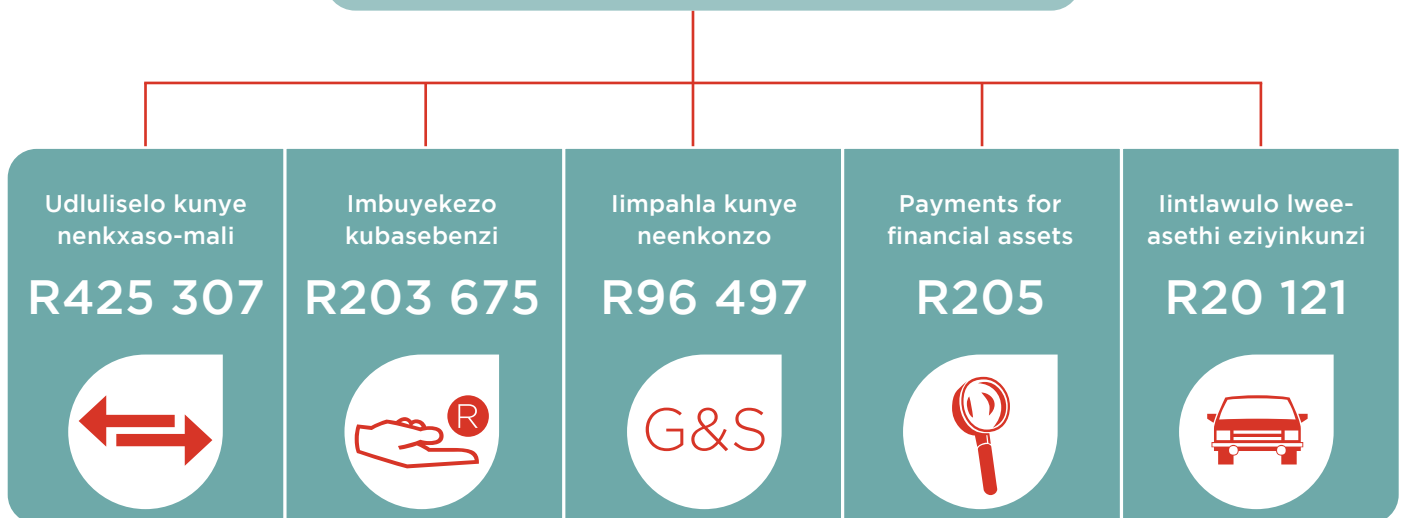 Udluliselo kunye
nenkxaso-mali
R425 307
Imbuyekezo
kubasebenzi
R203 675
R
Iimpahla kunye
neenkonzo
R96 497
G&S
Payments for
financial assets
R205
Iintlawulo lwee-
asethi eziyinkunzi
R20 121